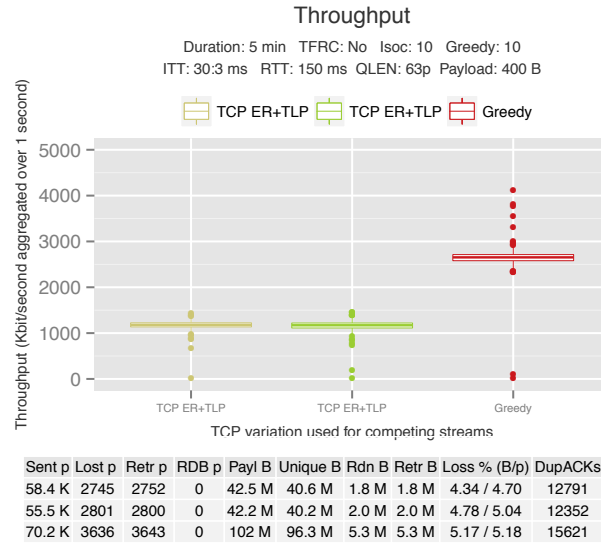 Throughput
Duration: 5 min TFRC: No Isoc: 10 Greedy: 10
ITT: 30:3 ms RTT: 150 ms QLEN: 63p Payload: 400 B
TCP ER+TLP TCP ER+TLP Greedy
Throughput (Kbit/second aggregated over 1 second)
5000
4000
3000
2000
1000
0
TCP ER+TLP TCP ER+TLP Greedy
TCP variation used for competing streams
Sent p Lost p Retr p RDB p Payl B Unique B Rdn B Retr B Loss % (B/p) DupACKs
58.4 K 2745 2752 0 42.5 M 40.6 M 1.8 M 1.8 M 4.34 / 4.70 12791
55.5 K 2801 2800 0 42.2 M 40.2 M 2.0 M 2.0 M 4.78 / 5.04 12352
70.2 K 3636 3643 0 102 M 96.3 M 5.3 M 5.3 M 5.17 / 5.18 15621